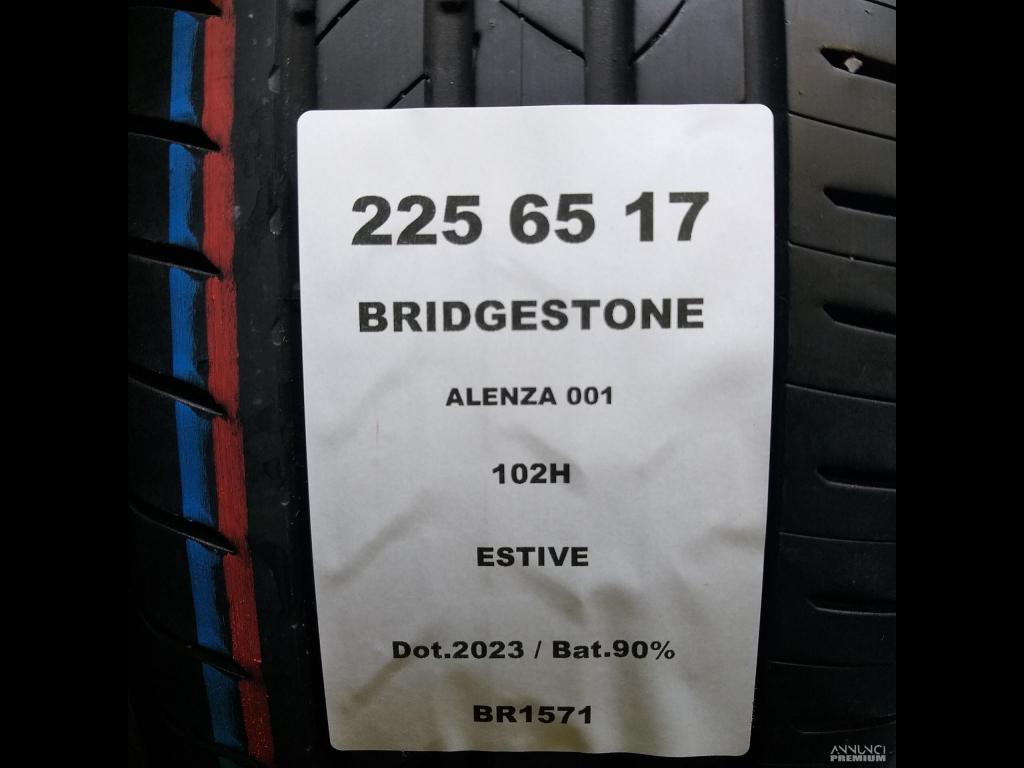 225 65 17
BRIDGESTONE
ALENZA 001
102H
ESTIVE
Dot.2023 / Bat.90%
BR1571
ANNUNCI
PREMIUM